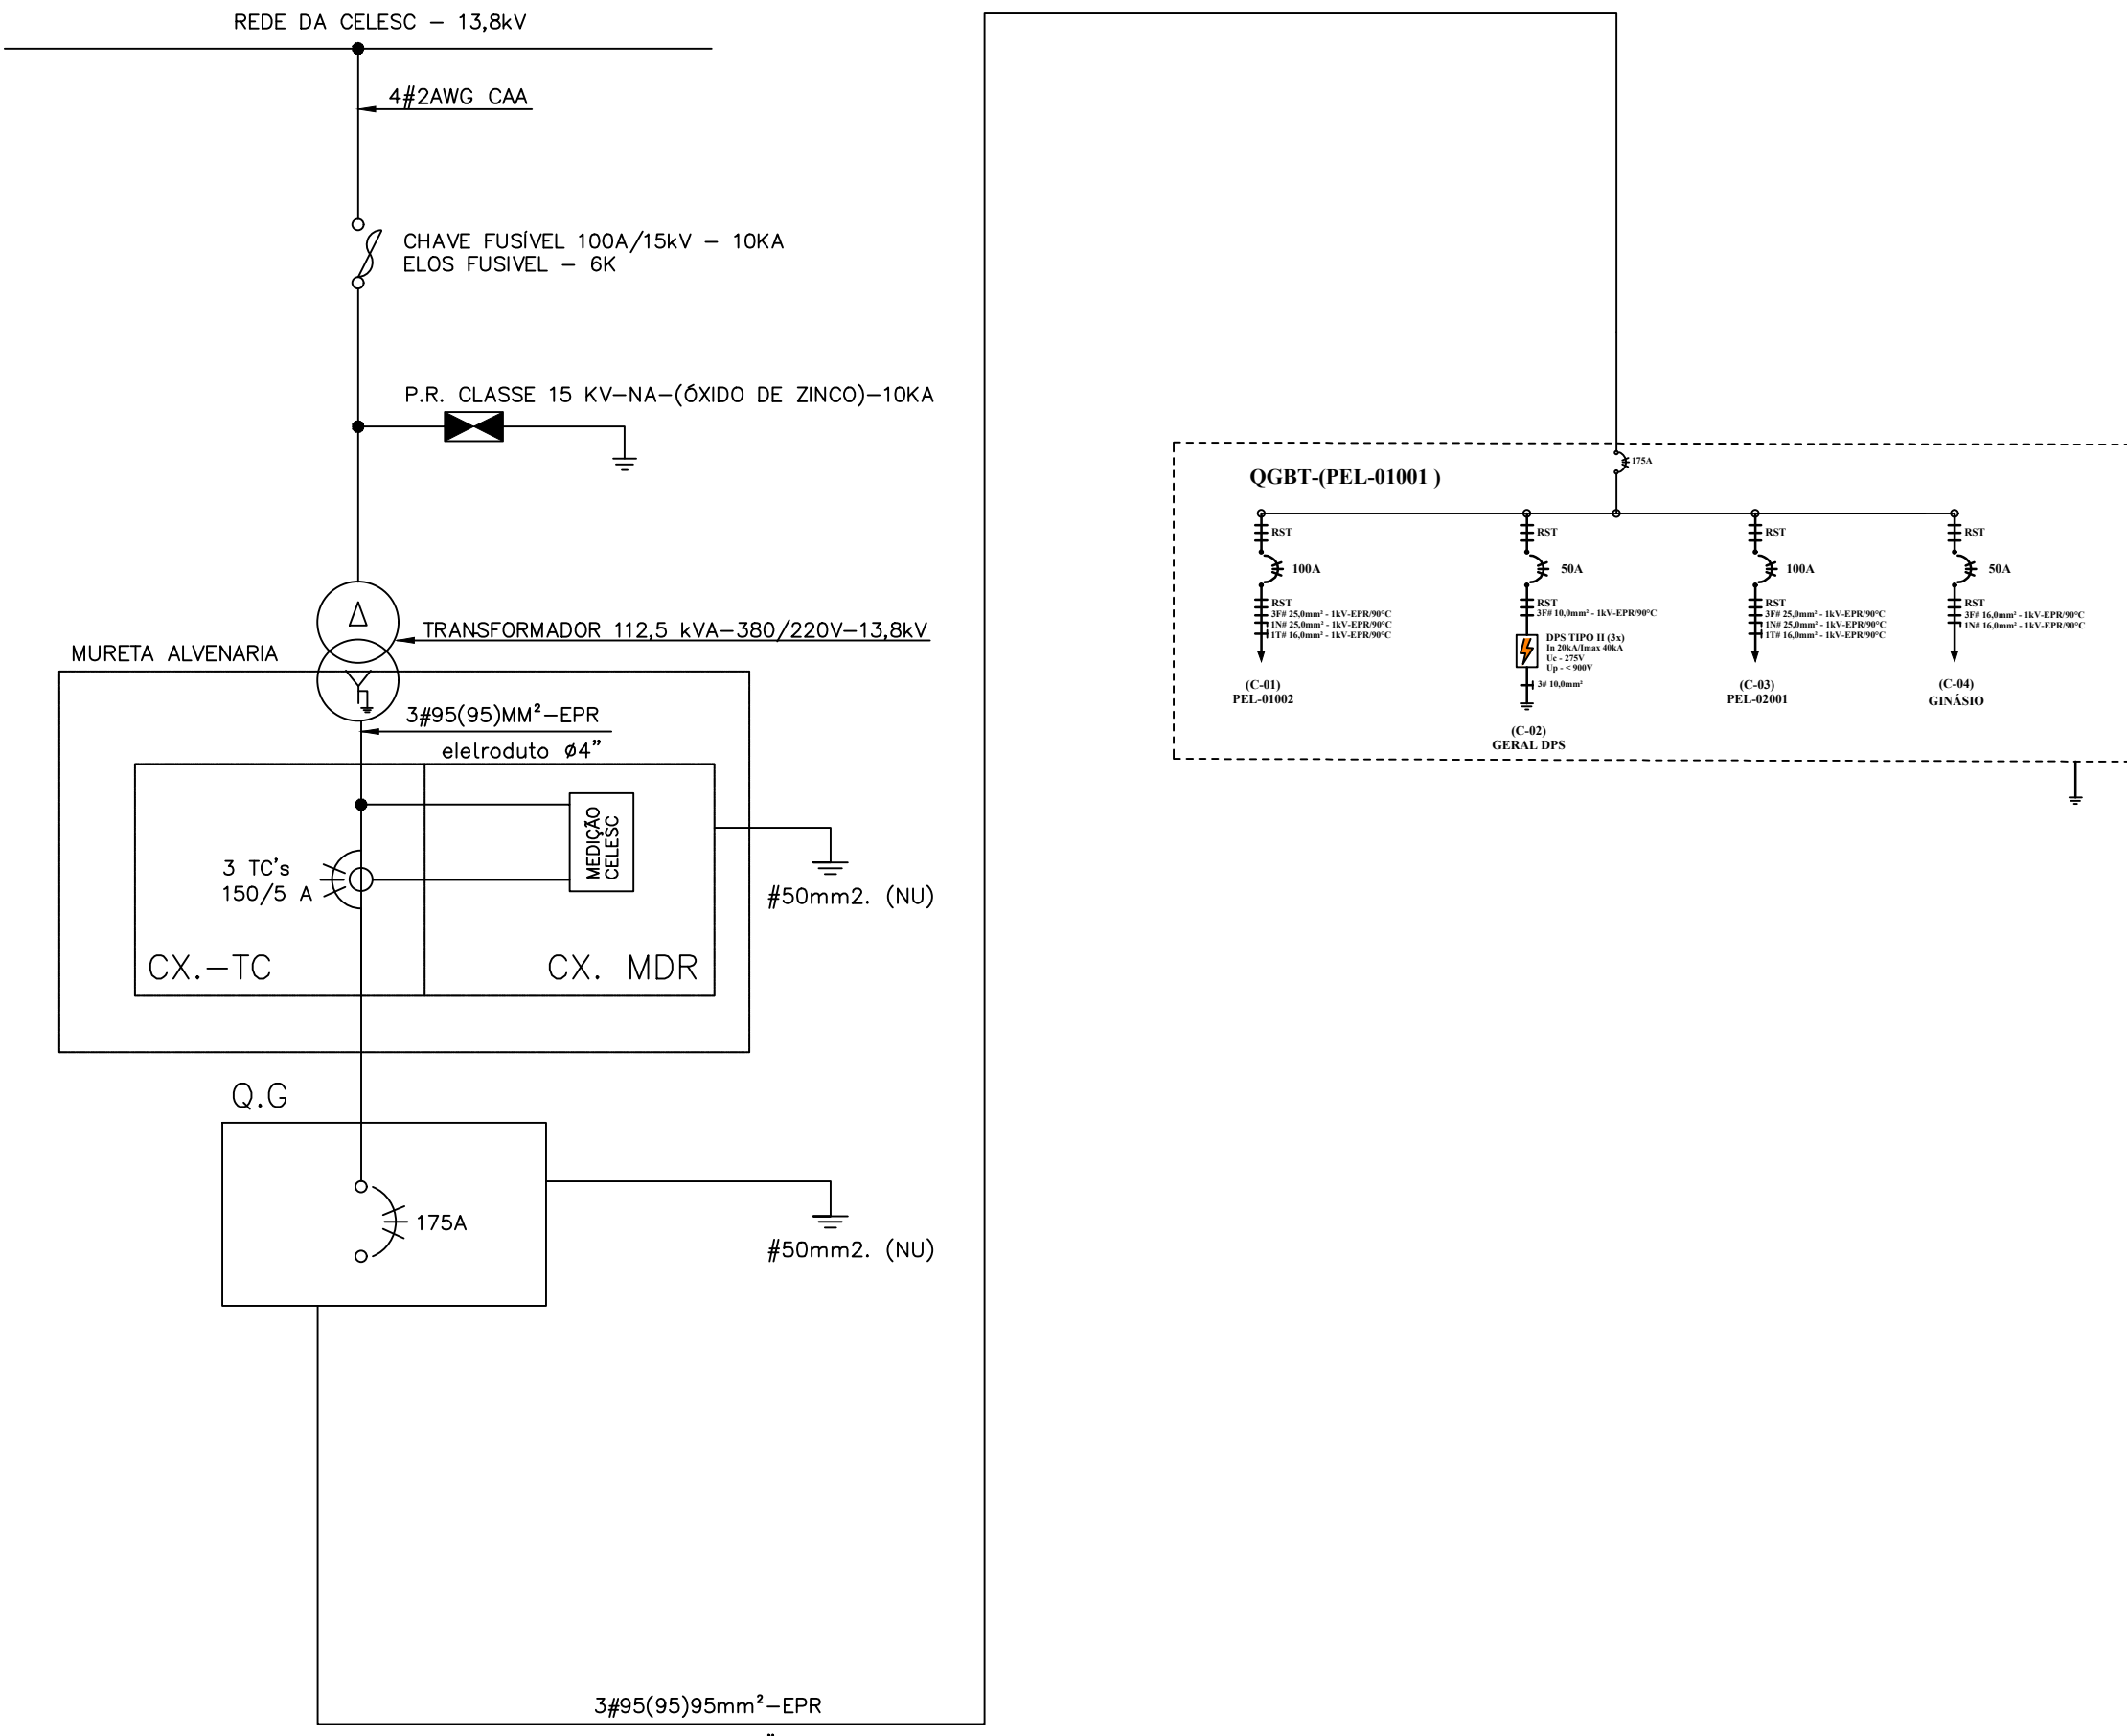 REDE DA CELESC – 13,8kV
4#2AWG CAA
CHAVE FUSÍVEL 100A/15kV – 10KA
ELOS FUSIVEL – 6K
P.R. CLASSE 15 KV–NA–(ÓXIDO DE ZINCO)–10KA
Δ
TRANSFORMADOR 112,5 kVA–380/220V–13,8kV
MURETA ALVENARIA
3#95(95)MM²–EPR
eletroduto ø4"
MEDIÇÃO
CELESC
3 TC's
150/5 A
#50mm2. (NU)
CX.–TC
CX. MDR
Q.G
175A
#50mm2. (NU)
3#95(95)95mm²–EPR
175A
QGBT-(PEL-01001 )
RST
100A
RST
3F# 25,0mm² - 1kV-EPR/90°C
1N# 25,0mm² - 1kV-EPR/90°C
1T# 16,0mm² - 1kV-EPR/90°C
(C-01)
PEL-01002
RST
50A
RST
3F# 10,0mm² - 1kV-EPR/90°C
DPS TIPO II (3x)
In 20kA/Imax 40kA
Uc - 275V
Up - < 900V
3# 10,0mm²
(C-02)
GERAL DPS
RST
100A
RST
3F# 25,0mm² - 1kV-EPR/90°C
1N# 25,0mm² - 1kV-EPR/90°C
1T# 16,0mm² - 1kV-EPR/90°C
(C-03)
PEL-02001
RST
50A
RST
3F# 16,0mm² - 1kV-EPR/90°C
1N# 16,0mm² - 1kV-EPR/90°C
(C-04)
GINÁSIO